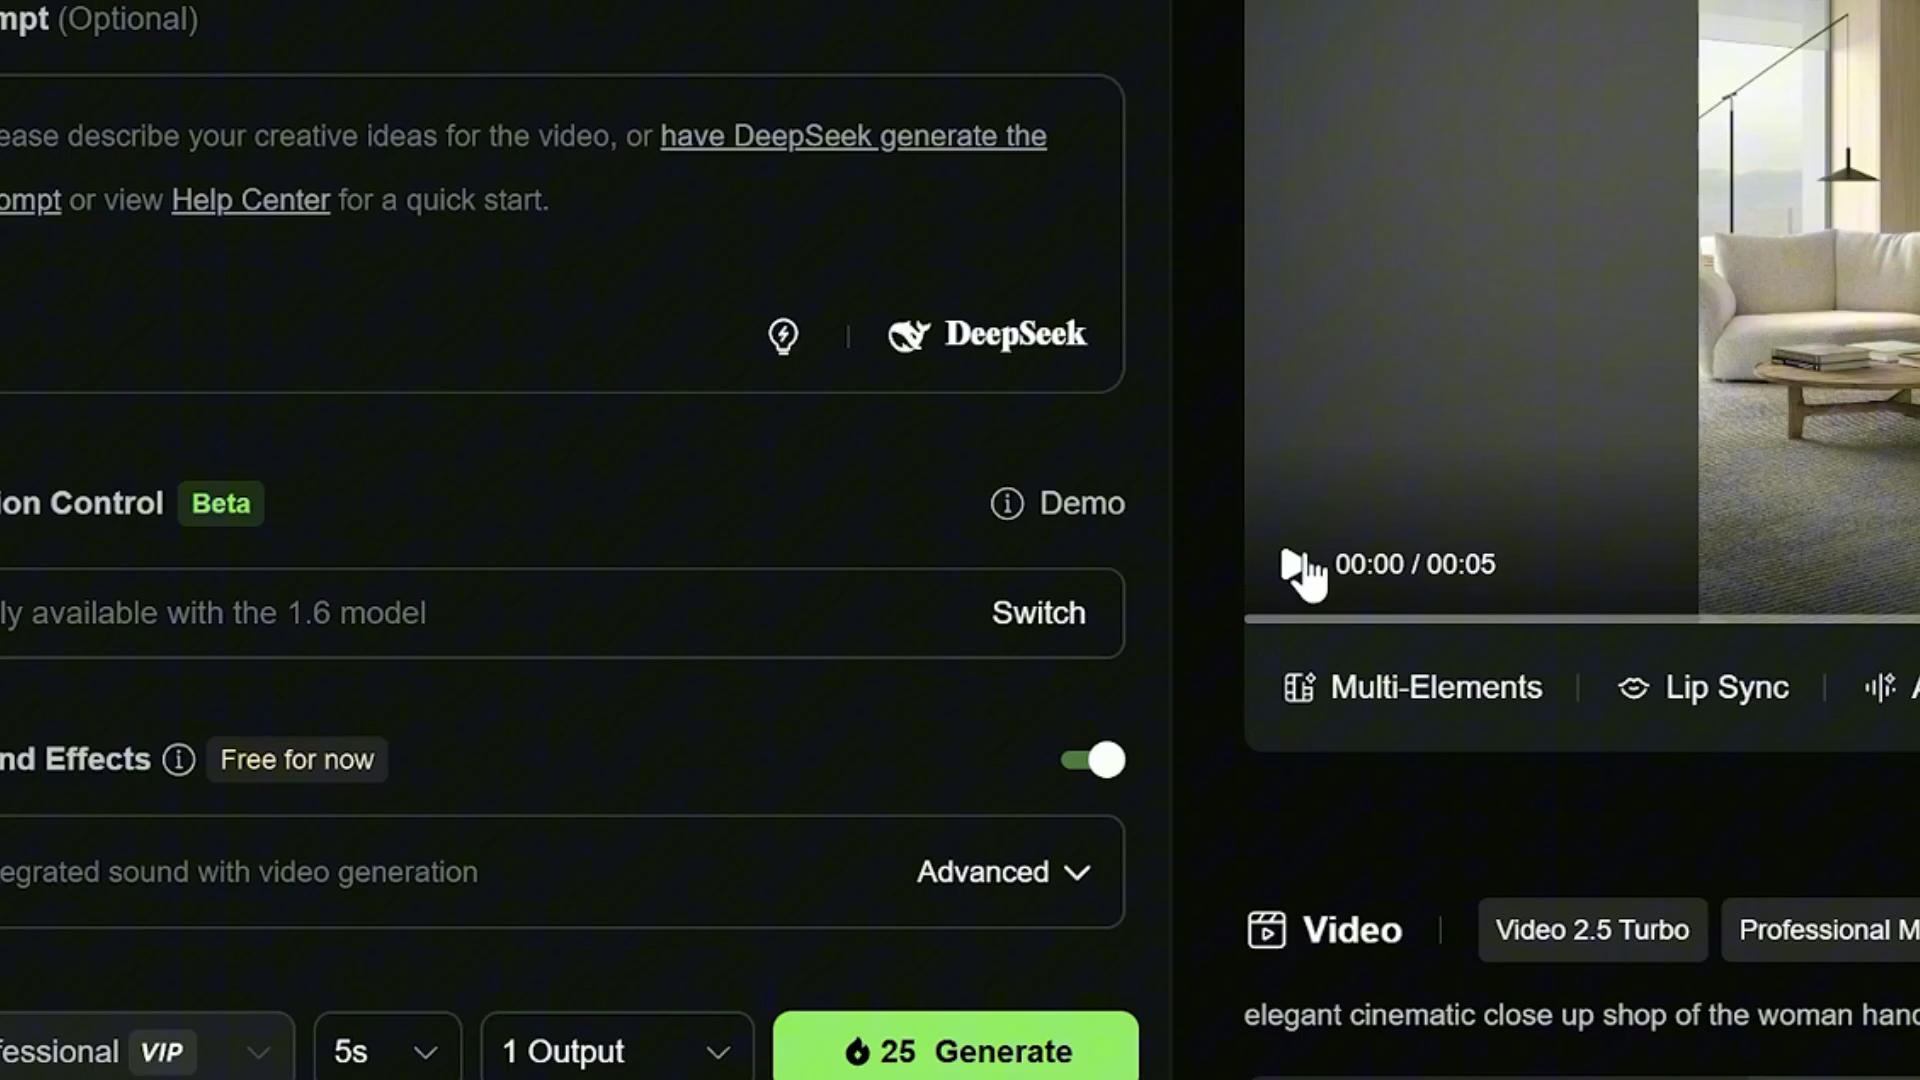 mpt (Optional)
ease describe your creative ideas for the video, or have DeepSeek generate the
ompt or view Help Center for a quick start.
DeepSeek
ion Control Beta
Demo
ly available with the 1.6 model
Switch
nd Effects Free for now
egrated sound with video generation
Advanced
fessional VIP
5s
1 Output
25 Generate
00:00 / 00:05
Multi-Elements
Lip Sync
A
Video
Video 2.5 Turbo
Professional M
elegant cinematic close up shop of the woman hand